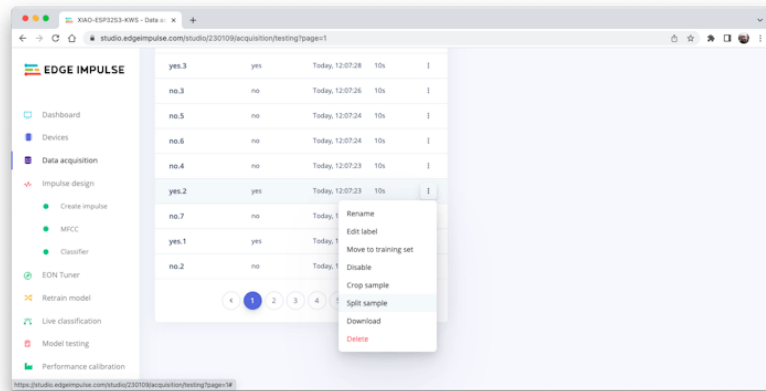 XIAO-ESP32S3-KWS - Data ac
studio.edgeimpulse.com/studio/230109/acquisition/testing?page=1
EDGE IMPULSE
Dashboard
Devices
Data acquisition
Impulse design
Create impulse
MFCC
Classifier
EON Tuner
Retrain model
Live classification
Model testing
Performance calibration
yes.3 yes Today, 12:07:28 10s
no.3 no Today, 12:07:26 10s
no.5 no Today, 12:07:24 10s
no.6 no Today, 12:07:24 10s
no.4 no Today, 12:07:23 10s
yes.2 yes Today, 12:07:23 10s
no.7 no Today, 1
yes.1 yes Today, 1
no.2 no Today, 1
1 2 3 4
Rename
Edit label
Move to training set
Disable
Crop sample
Split sample
Download
Delete
https://studio.edgeimpulse.com/studio/230109/acquisition/testing?page=1#